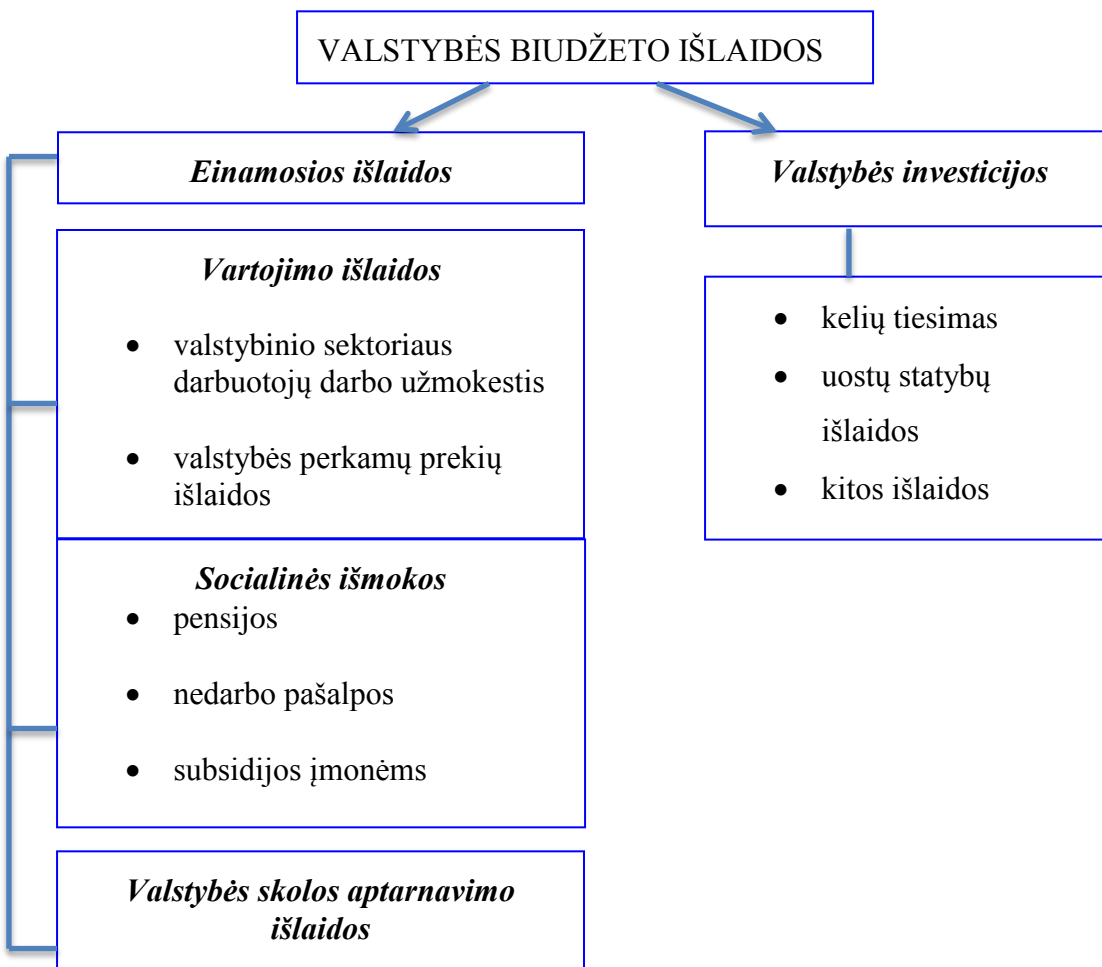 VALSTYBĖS BIUDŽETO IŠLAIDOS
Einamosios išlaidos
Valstybės investicijos
Vartojimo išlaidos
• valstybinio sektoriaus
darbuotojų darbo užmokestis
• valstybės perkamų prekių
išlaidos
• kelių tiesimas
• uostų statybų
išlaidos
• kitos išlaidos
Socialinės išmokos
• pensijos
• nedarbo pašalpos
• subsidijos įmonėms
Valstybės skolos aptarnavimo
išlaidos